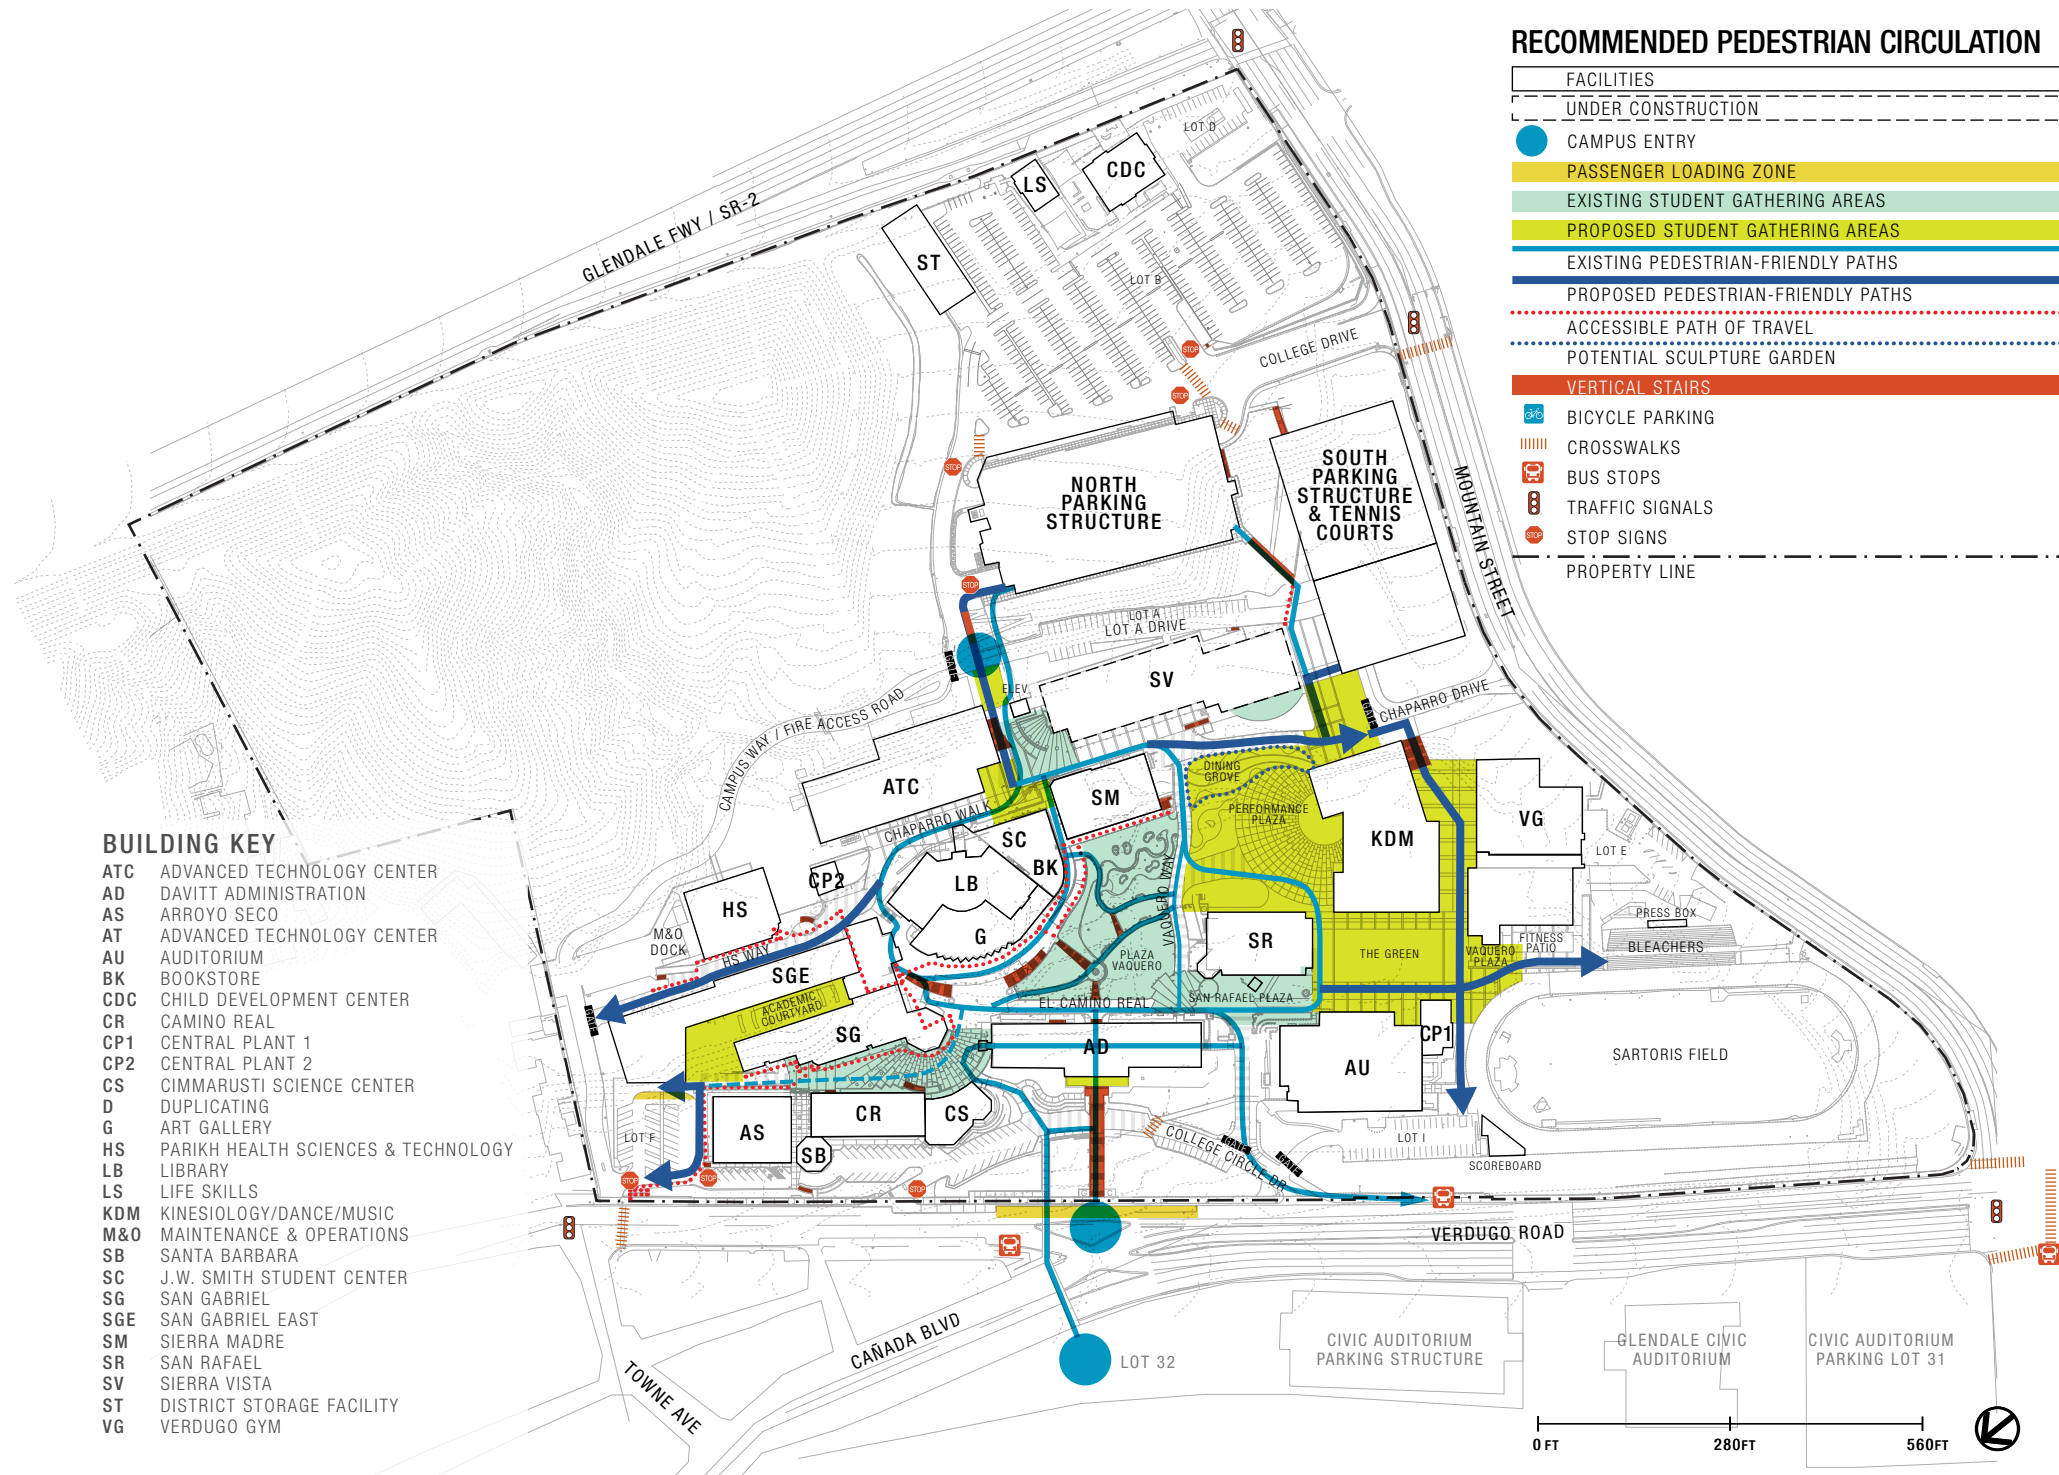 RECOMMENDED PEDESTRIAN CIRCULATION
FACILITIES
UNDER CONSTRUCTION
CAMPUS ENTRY
PASSENGER LOADING ZONE
EXISTING STUDENT GATHERING AREAS
PROPOSED STUDENT GATHERING AREAS
EXISTING PEDESTRIAN-FRIENDLY PATHS
PROPOSED PEDESTRIAN-FRIENDLY PATHS
ACCESSIBLE PATH OF TRAVEL
POTENTIAL SCULPTURE GARDEN
VERTICAL STAIRS
BICYCLE PARKING
CROSSWALKS
BUS STOPS
TRAFFIC SIGNALS
STOP
STOP SIGNS
PROPERTY LINE
GLENDALE FWY / SR-2
LOT D
CDC
LS
ST
LOT B
STOP
COLLEGE DRIVE
STOP
STOP
NORTH
PARKING
STRUCTURE
SOUTH
PARKING
STRUCTURE
& TENNIS
COURTS
MOUNTAIN STREET
STOP
LOT A
LOT A DRIVE
GATE
ELEV
SV
CAMPUS WAY / FIRE ACCESS ROAD
GATE
CHAPARRO DRIVE
ATC
CHAPARRO WALK
SM
DINING
GROVE
PERFORMANCE
PLAZA
KDM
VG
LOT E
SC
BK
LB
G
CP2
HS
M&O
DOCK
HS WAY
SGE
ACADEMIC
COURTYARD
SG
VAQUERO WAY
PLAZA
VAQUERO
SR
THE GREEN
VAQUERO
PLAZA
FITNESS
PATIO
PRESS BOX
BLEACHERS
EL CAMINO REAL
SAN RAFAEL PLAZA
GATE
AD
AU
CP1
SARTORIS FIELD
LOT F
AS
CR
CS
SB
COLLEGE CIRCLE DR
GATE
GATE
LOT I
SCOREBOARD
STOP
STOP
STOP
VERDUGO ROAD
CAÑADA BLVD
TOWNE AVE
LOT 32
CIVIC AUDITORIUM
PARKING STRUCTURE
GLENDALE CIVIC
AUDITORIUM
CIVIC AUDITORIUM
PARKING LOT 31
0 FT
280FT
560FT
BUILDING KEY
ATC ADVANCED TECHNOLOGY CENTER
AD DAVITT ADMINISTRATION
AS ARROYO SECO
AT ADVANCED TECHNOLOGY CENTER
AU AUDITORIUM
BK BOOKSTORE
CDC CHILD DEVELOPMENT CENTER
CR CAMINO REAL
CP1 CENTRAL PLANT 1
CP2 CENTRAL PLANT 2
CS CIMMARUSTI SCIENCE CENTER
D DUPLICATING
G ART GALLERY
HS PARIKH HEALTH SCIENCES & TECHNOLOGY
LB LIBRARY
LS LIFE SKILLS
KDM KINESIOLOGY/DANCE/MUSIC
M&O MAINTENANCE & OPERATIONS
SB SANTA BARBARA
SC J.W. SMITH STUDENT CENTER
SG SAN GABRIEL
SGE SAN GABRIEL EAST
SM SIERRA MADRE
SR SAN RAFAEL
SV SIERRA VISTA
ST DISTRICT STORAGE FACILITY
VG VERDUGO GYM